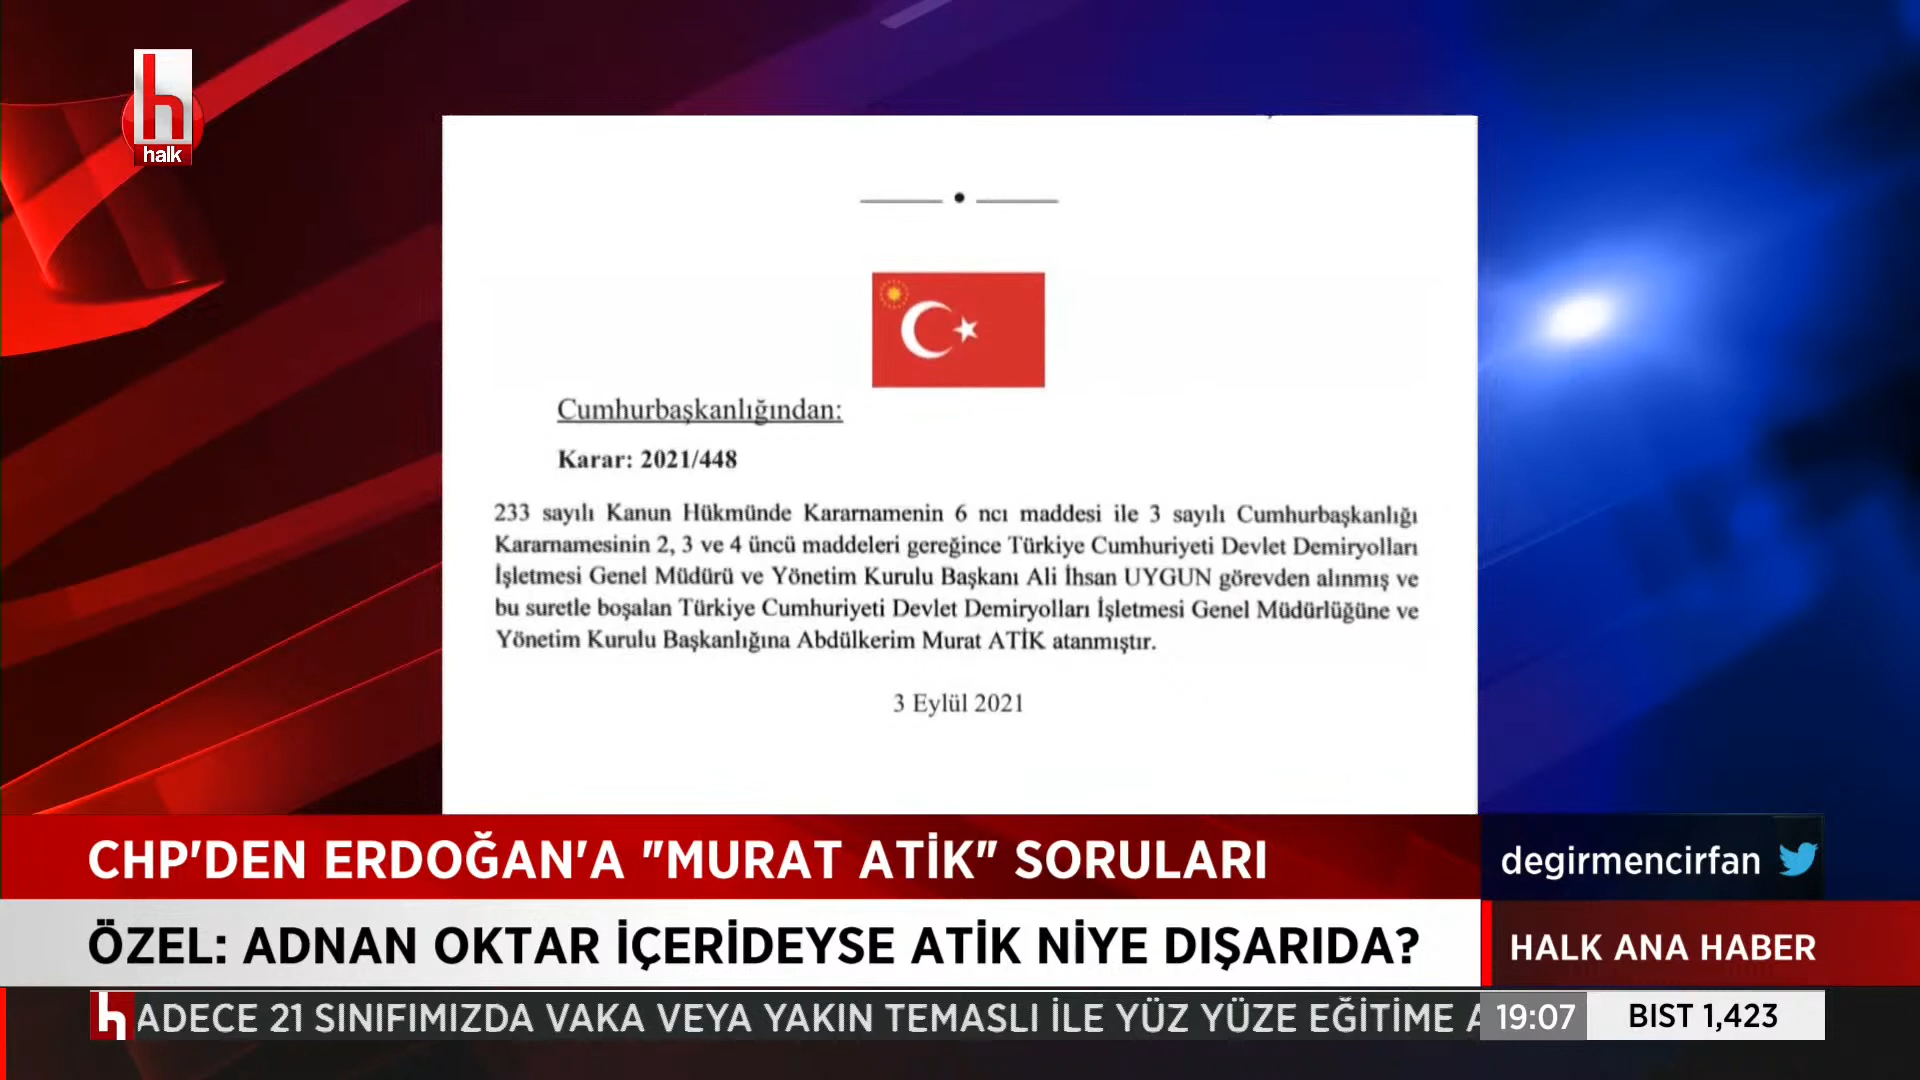 h
halk
Cumhurbaşkanlığından:
Karar: 2021/448
233 sayılı Kanun Hükmünde Kararnamenin 6 ncı maddesi ile 3 sayılı Cumhurbaşkanlığı
Kararnamesinin 2, 3 ve 4 üncü maddeleri gereğince Türkiye Cumhuriyeti Devlet Demiryolları
İşletmesi Genel Müdürü ve Yönetim Kurulu Başkanı Ali İhsan UYGUN görevden alınmış ve
bu suretle boşalan Türkiye Cumhuriyeti Devlet Demiryolları İşletmesi Genel Müdürlüğüne ve
Yönetim Kurulu Başkanlığına Abdülkerim Murat ATİK atanmıştır.
3 Eylül 2021
CHP'DEN ERDOĞAN'A "MURAT ATİK" SORULARI
degirmencirfan
ÖZEL: ADNAN OKTAR İÇERİDEYSE ATİK NİYE DIŞARIDA?
HALK ANA HABER
h ADECE 21 SINIFIMIZDA VAKA VEYA YAKIN TEMASLI İLE YÜZ YÜZE EĞİTİME A 19:07 BIST 1,423